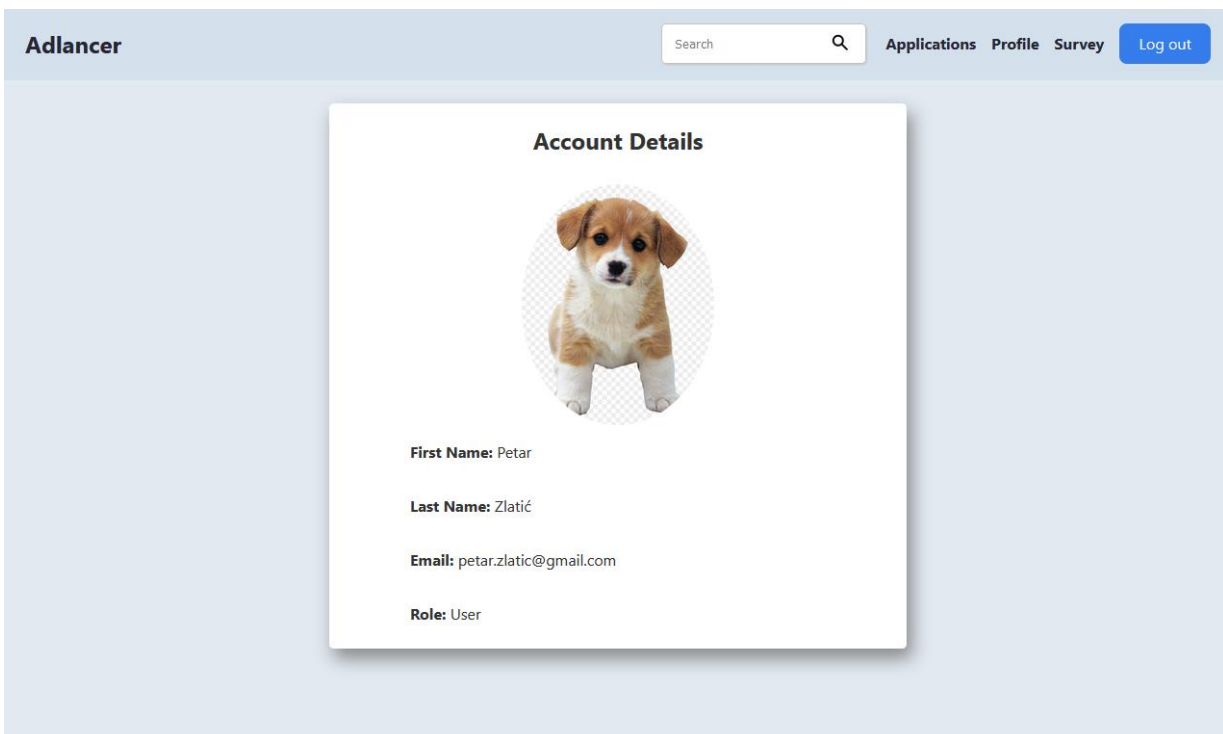 Adlancer
Search
Applications Profile Survey Log out
Account Details
First Name: Petar
Last Name: Zlatić
Email: petar.zlatic@gmail.com
Role: User